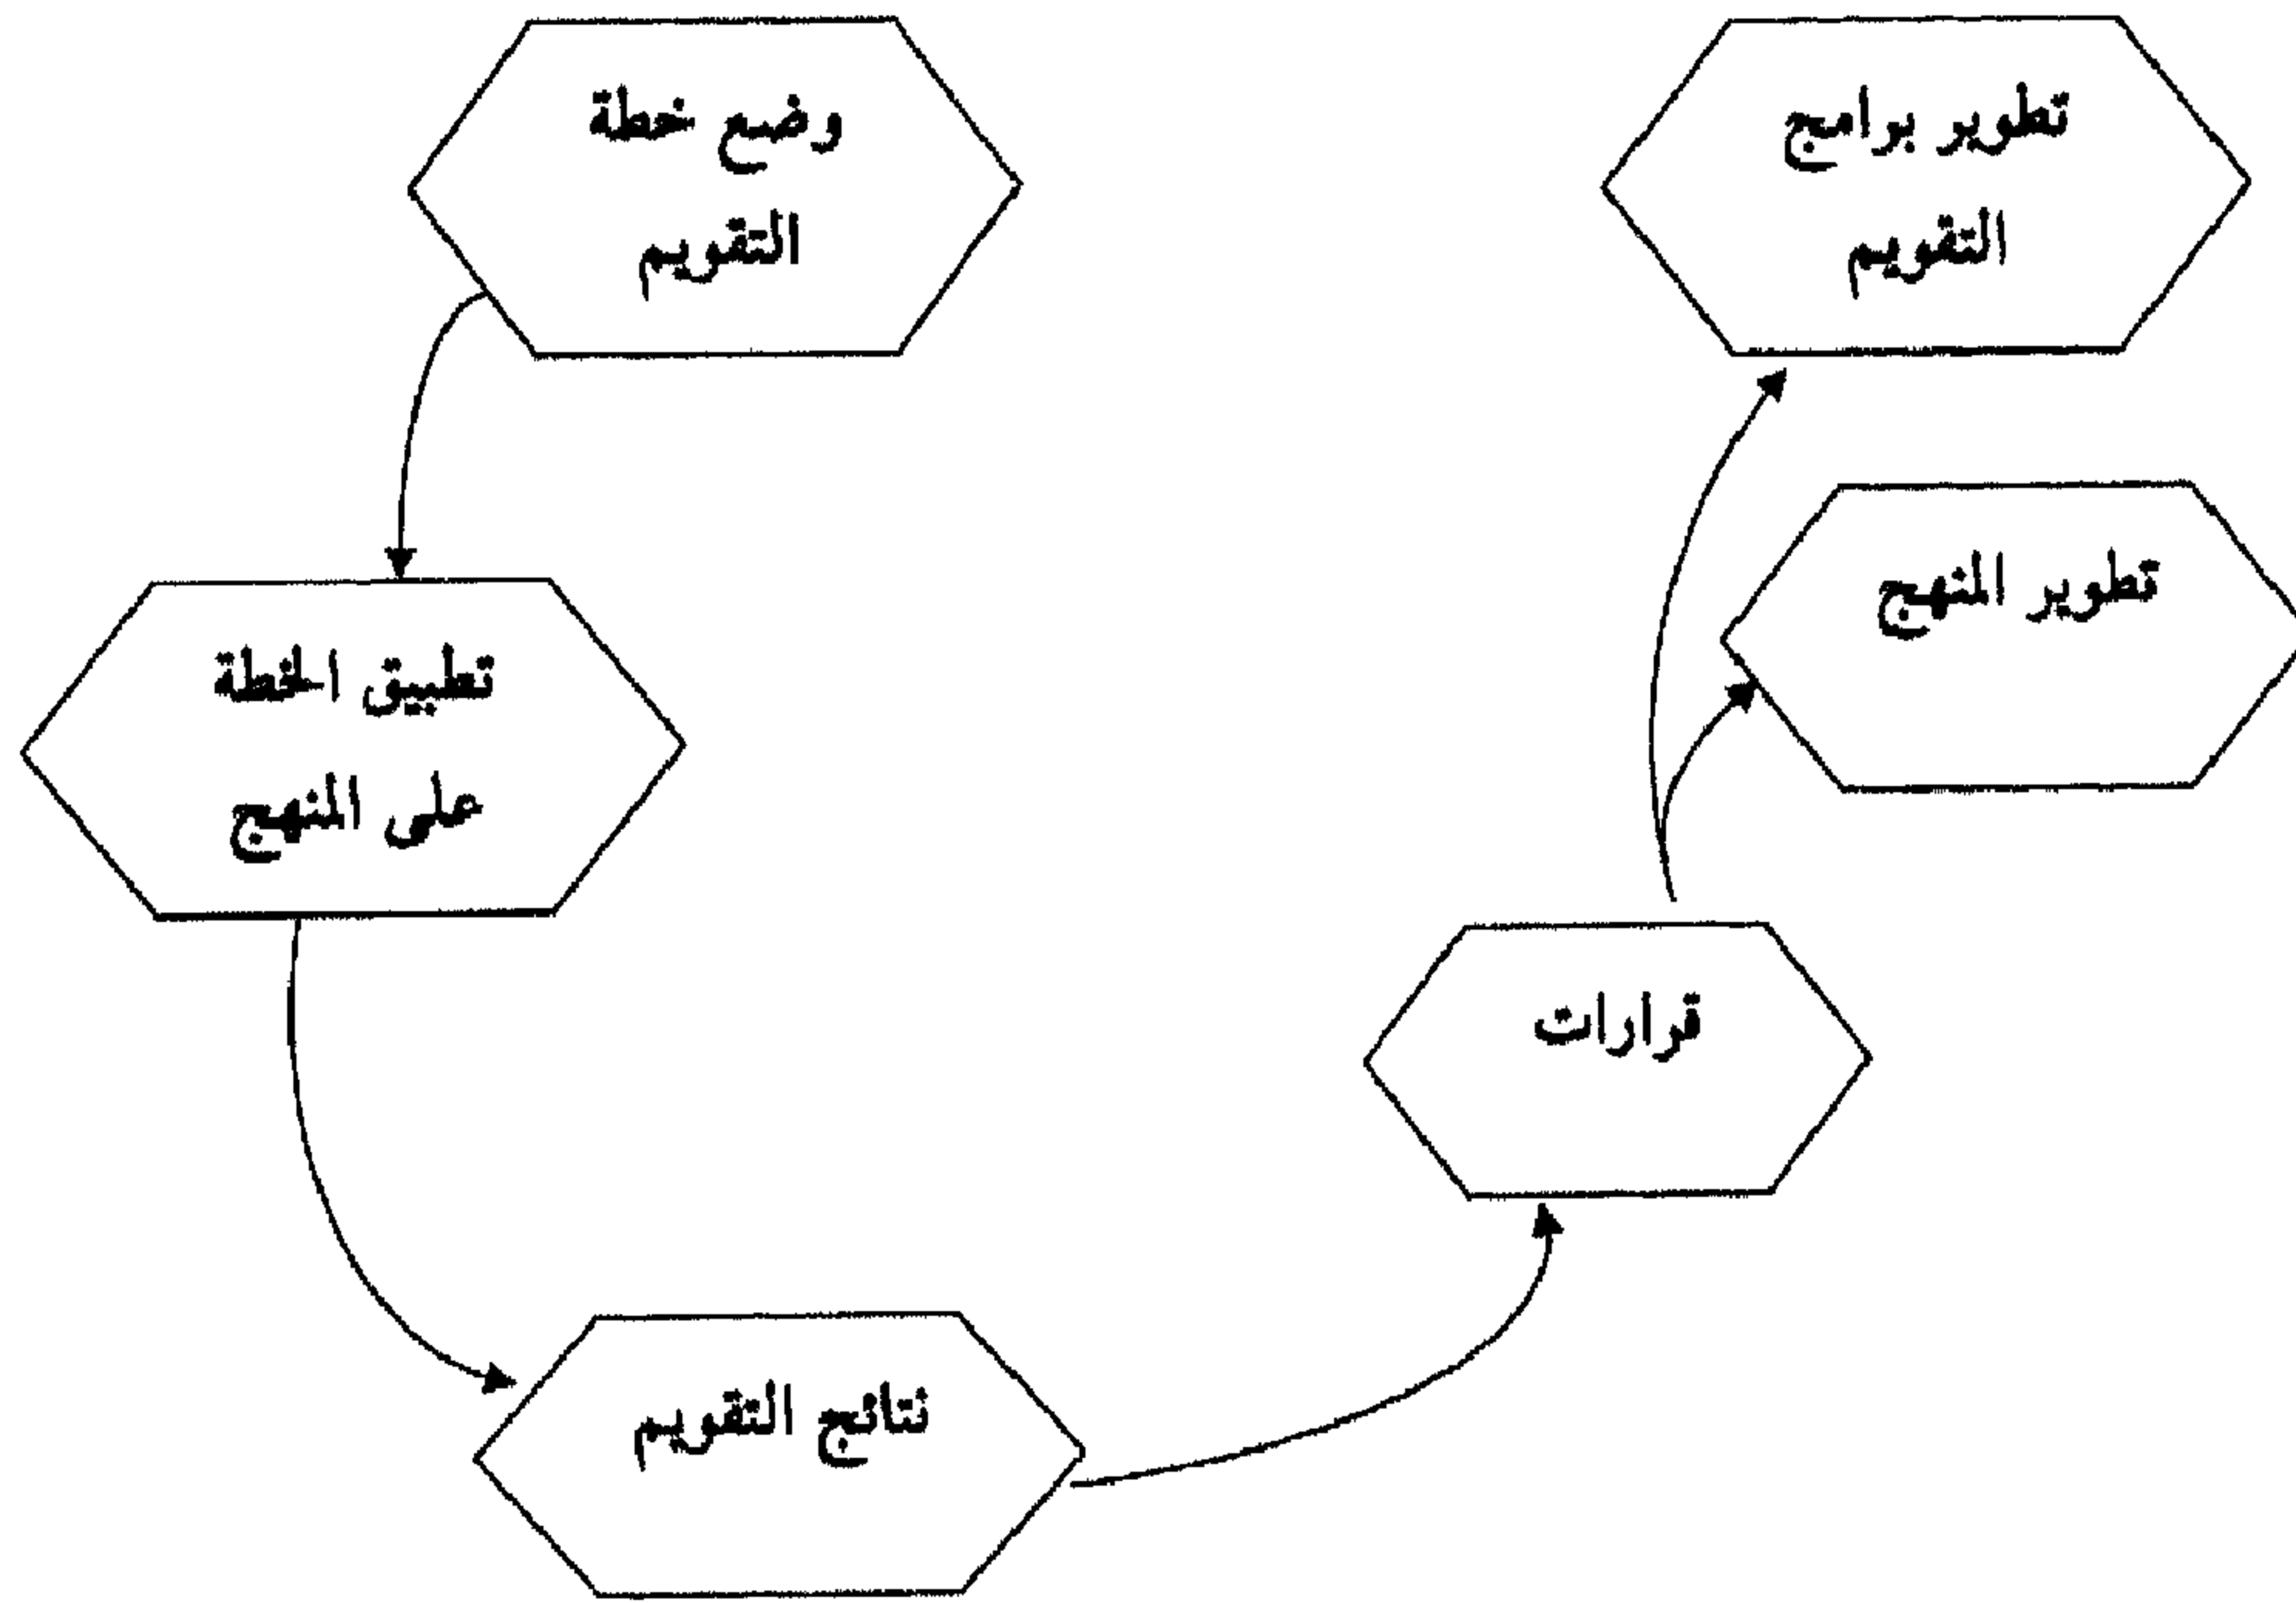 وضع خطة
التقويم
تطبيق الخطة
على المنهج
نتائج التقويم
قرارات
تطوير المنهج
تطوير برامج
التقويم